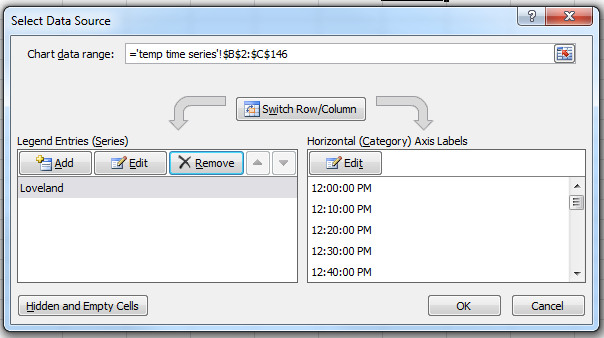 Select Data Source
Chart data range: ='temp time series'!$B$2:$C$146
Switch Row/Column
Legend Entries (Series)
Add Edit Remove
Loveland
Horizontal (Category) Axis Labels
Edit
12:00:00 PM
12:10:00 PM
12:20:00 PM
12:30:00 PM
12:40:00 PM
Hidden and Empty Cells OK Cancel